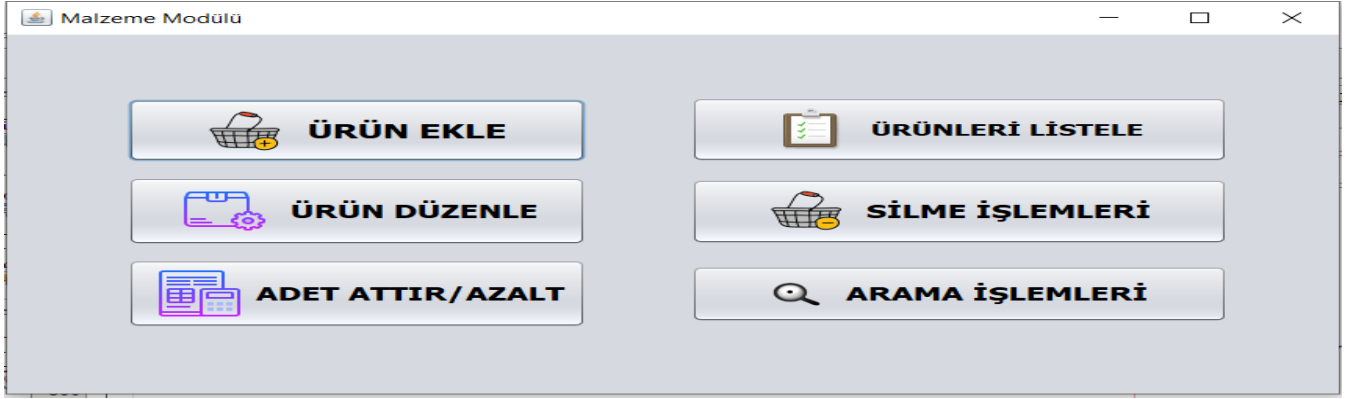 Malzeme Modülü
ÜRÜN EKLE
ÜRÜNLERİ LİSTELE
ÜRÜN DÜZENLE
SİLME İŞLEMLERİ
ADET ATTIR/AZALT
ARAMA İŞLEMLERİ